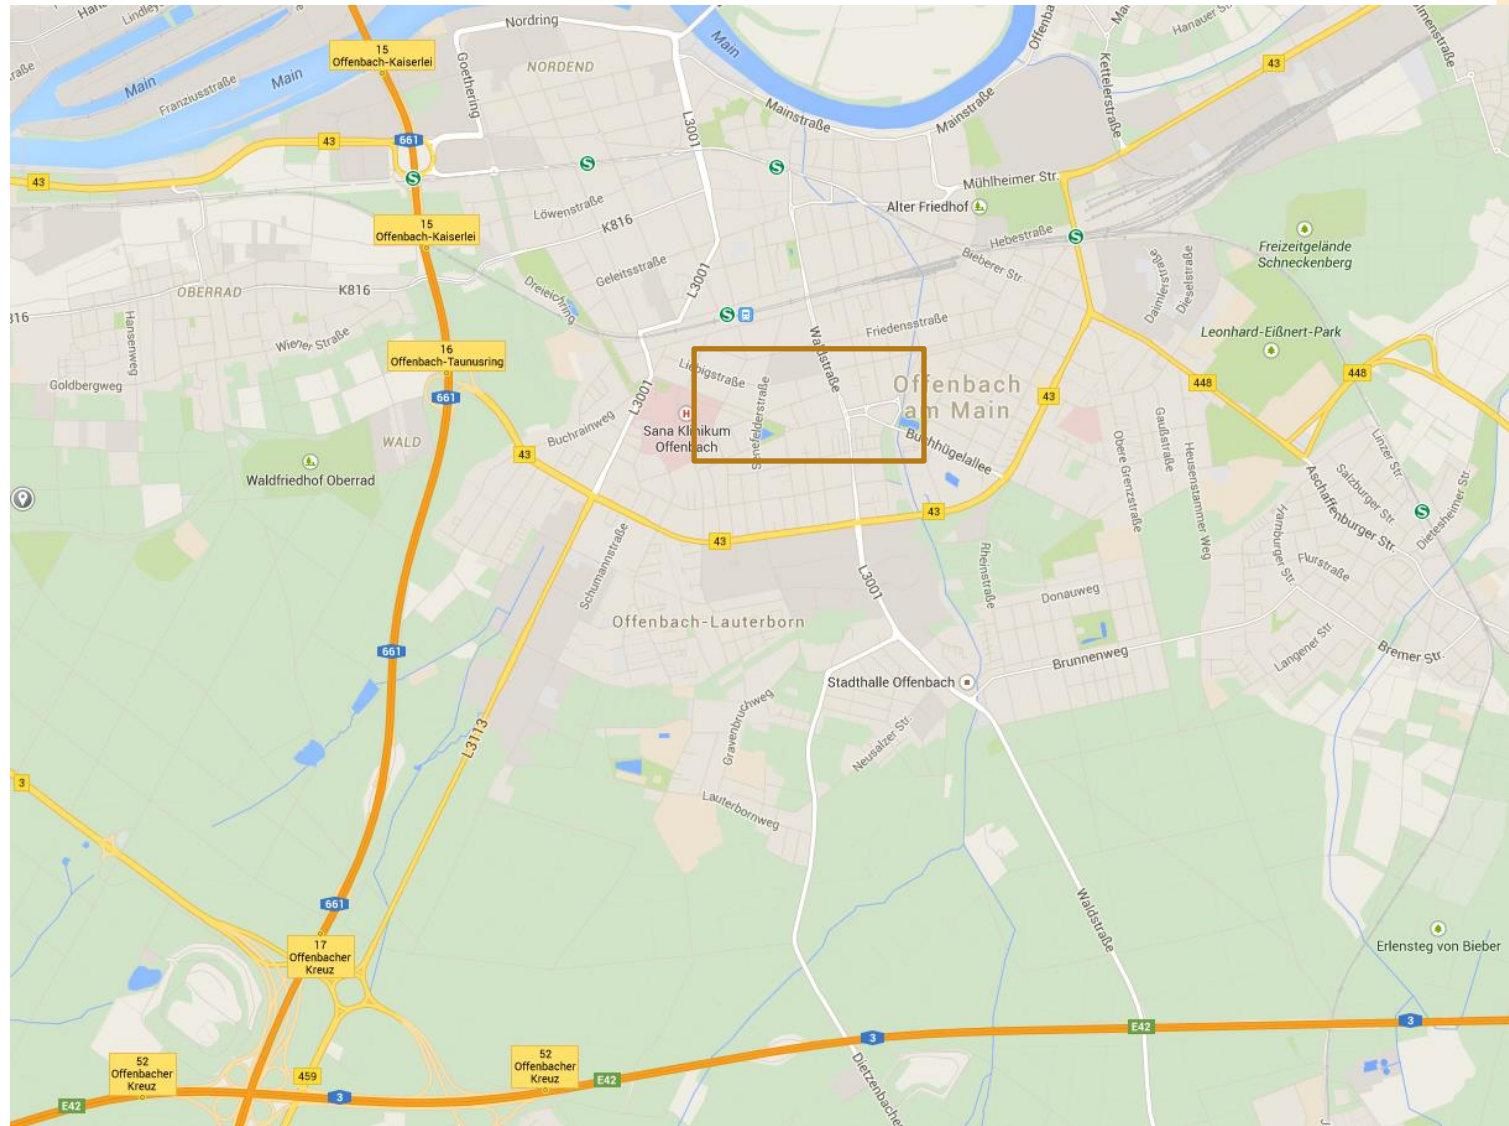 Nordring
Main
15
Offenbach-Kaiserlei
NORDEND
Goethering
Main
Main
Franziusstraße
L3001
Mainstraße
Mainstraße
Kettelerstraße
43
43
661
43
Mühlheimer Str.
Alter Friedhof
Löwenstraße
K816
15
Offenbach-Kaiserlei
Hebestraße
Bieberer Str.
Freizeitgelände
Schneckenberg
Daimlerstraße
Dieselstraße
Geleitsstraße
L3001
Dreieichring
OBERRAD
K816
316
Hansenweg
Wiener Straße
Friedensstraße
Waldstraße
Leonhard-Eißnert-Park
16
Offenbach-Taunusring
Liebigstraße
Goldbergweg
661
L3001
Senefelderstraße
Offenbach
am Main
43
448
448
Sana Klinikum
Offenbach
Buchrainweg
Buchhügelallee
WALD
43
Waldfriedhof Oberrad
Obere Grenzstraße
Gaußstraße
Heusenstammer Weg
Linzer Str.
Salzburger Str.
Aschaffenburger Str.
Dietesheimer Str.
43
43
Hamburger Str.
Flurstraße
Schumannstraße
Rheinstraße
L3001
Donauweg
Offenbach-Lauterborn
661
Langener Str.
Bremer Str.
Brunnenweg
Stadthalle Offenbach
Gravenbruchweg
Neusalzer Str.
L3113
3
Lauterbornweg
661
Waldstraße
17
Offenbacher
Kreuz
Erlensteg von Bieber
3
E42
3
52
Offenbacher
Kreuz
52
Offenbacher
Kreuz
459
E42
3
E42
Dietzenbacher